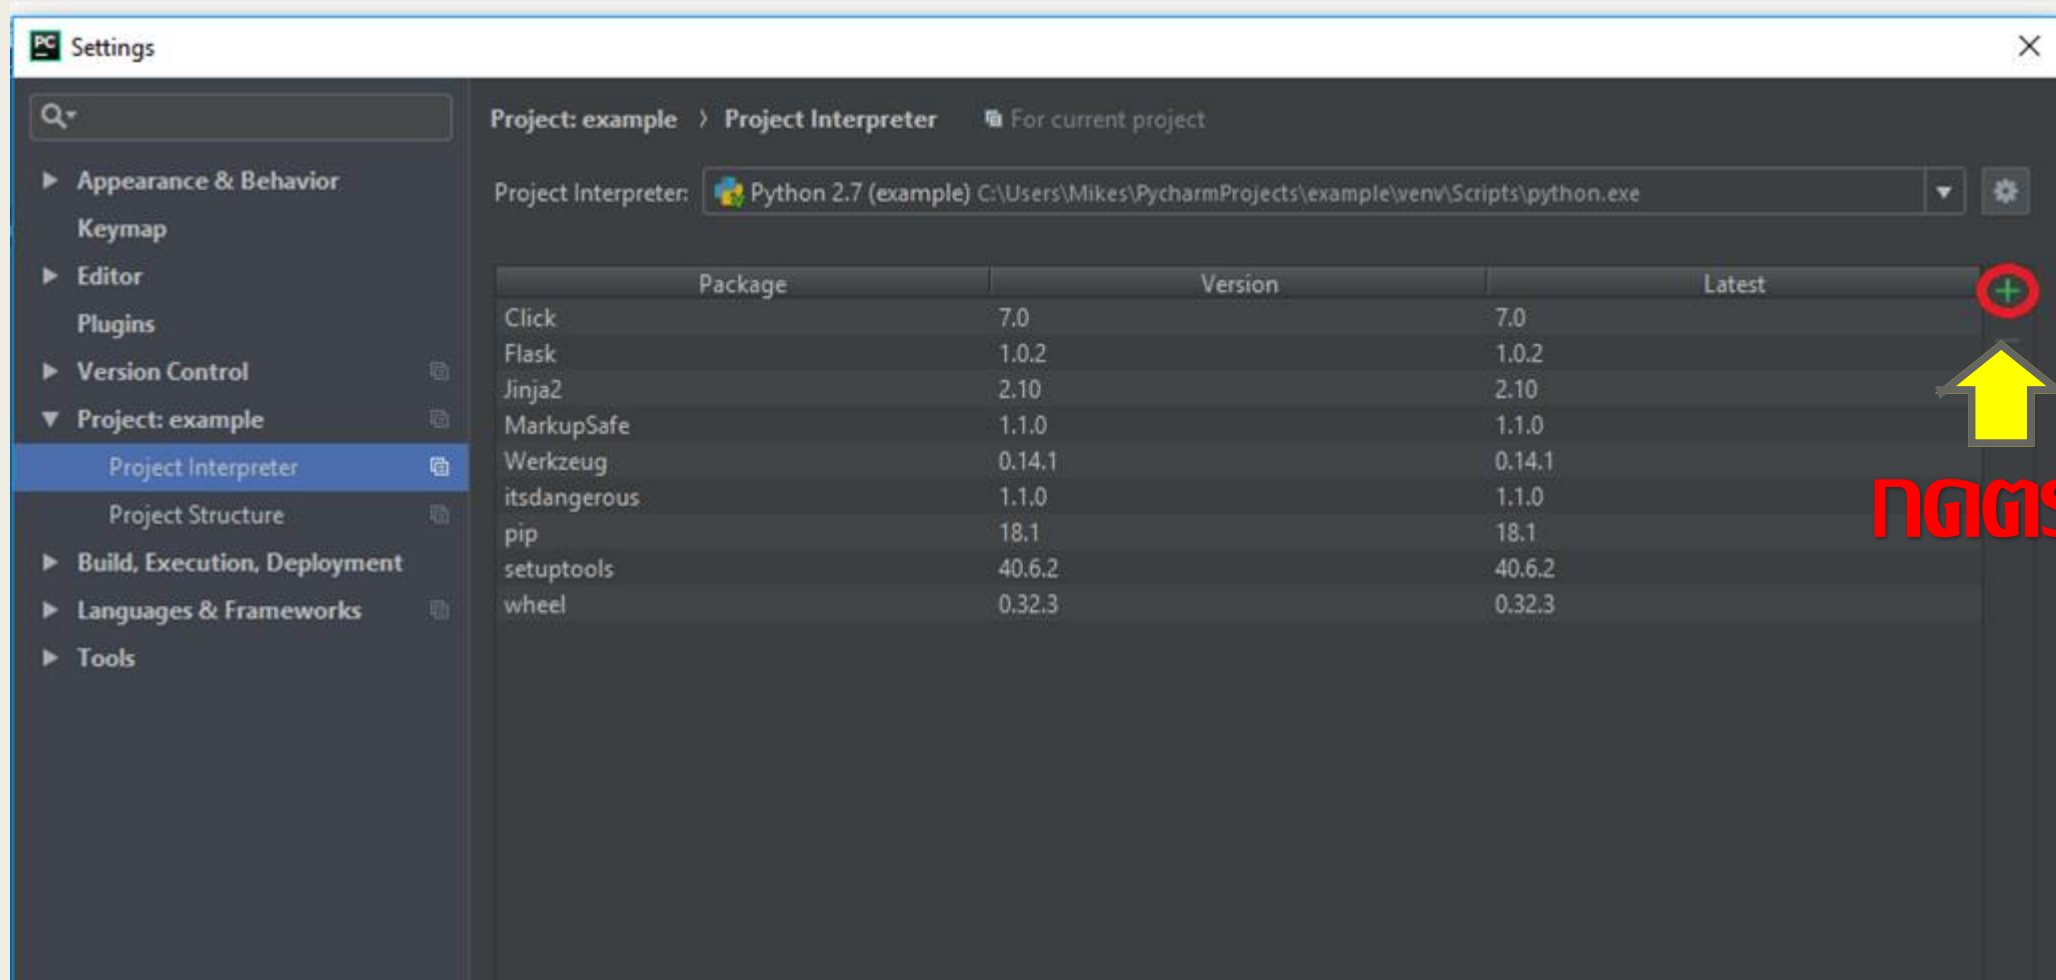 Settings
Project: example 〉 Project Interpreter For current project
Appearance & Behavior
Keymap
Editor
Plugins
Version Control
Project: example
Project Interpreter
Project Structure
Build, Execution, Deployment
Languages & Frameworks
Tools
Project Interpreter: Python 2.7 (example) C:\Users\Mikes\PycharmProjects\example\venv\Scripts\python.exe
Package Version Latest
Click 7.0 7.0
Flask 1.0.2 1.0.2
Jinja2 2.10 2.10
MarkupSafe 1.1.0 1.1.0
Werkzeug 0.14.1 0.14.1
itsdangerous 1.1.0 1.1.0
pip 18.1 18.1
setuptools 40.6.2 40.6.2
wheel 0.32.3 0.32.3